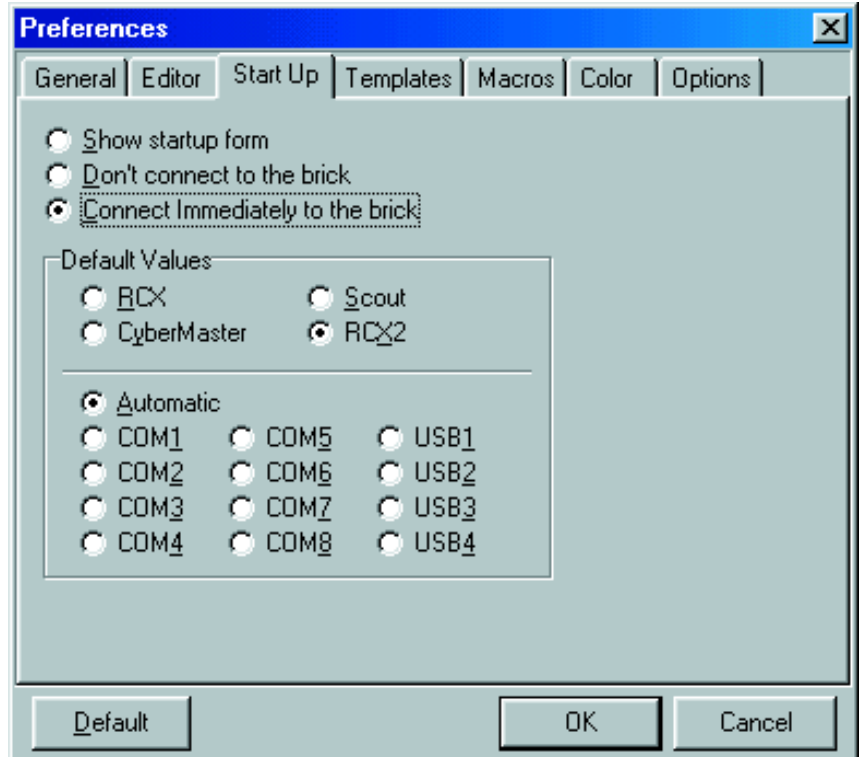 Preferences
General Editor Start Up Templates Macros Color Options
Show startup form
Don't connect to the brick
Connect Immediately to the brick
Default Values
RCX Scout
CyberMaster RCX2
Automatic
COM1 COM5 USB1
COM2 COM6 USB2
COM3 COM7 USB3
COM4 COM8 USB4
Default OK Cancel